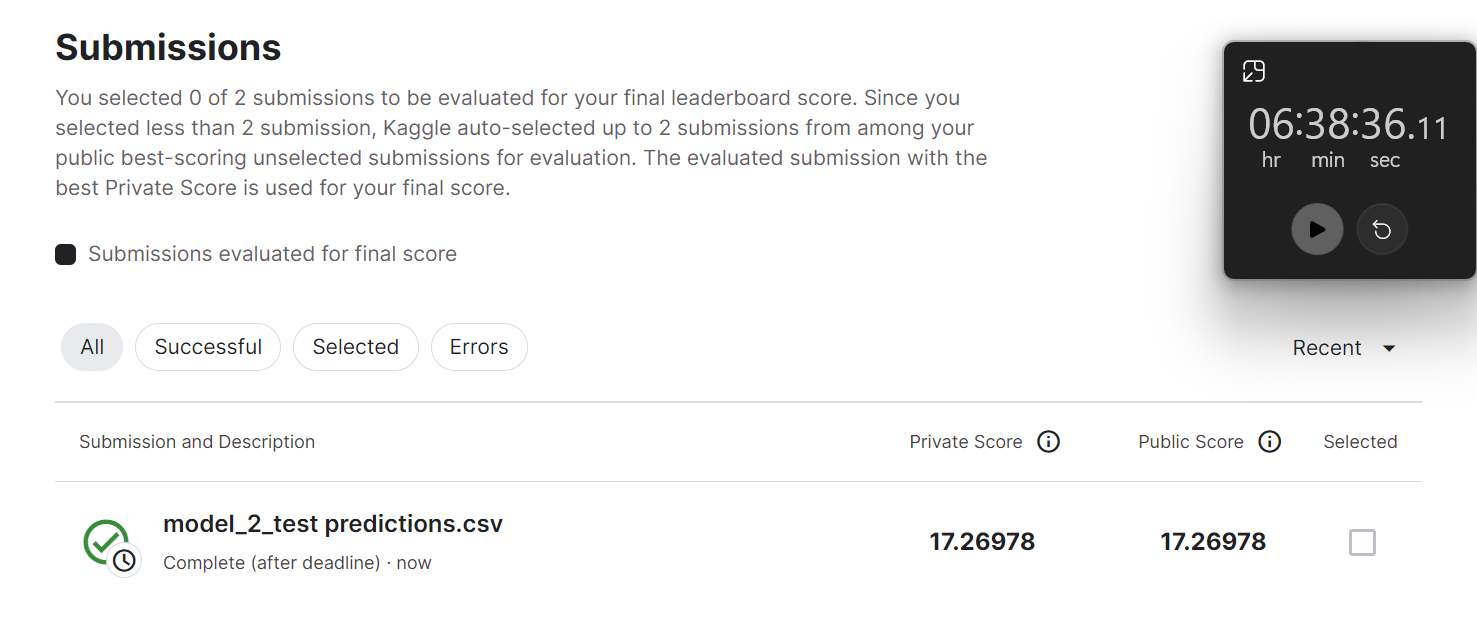 Submissions
You selected 0 of 2 submissions to be evaluated for your final leaderboard score. Since you
selected less than 2 submission, Kaggle auto-selected up to 2 submissions from among your
public best-scoring unselected submissions for evaluation. The evaluated submission with the
best Private Score is used for your final score.
06:38:36.11
hr min sec
Submissions evaluated for final score
All Successful Selected Errors Recent
Submission and Description Private Score Public Score Selected
model_2_test predictions.csv 17.26978 17.26978
Complete (after deadline) · now